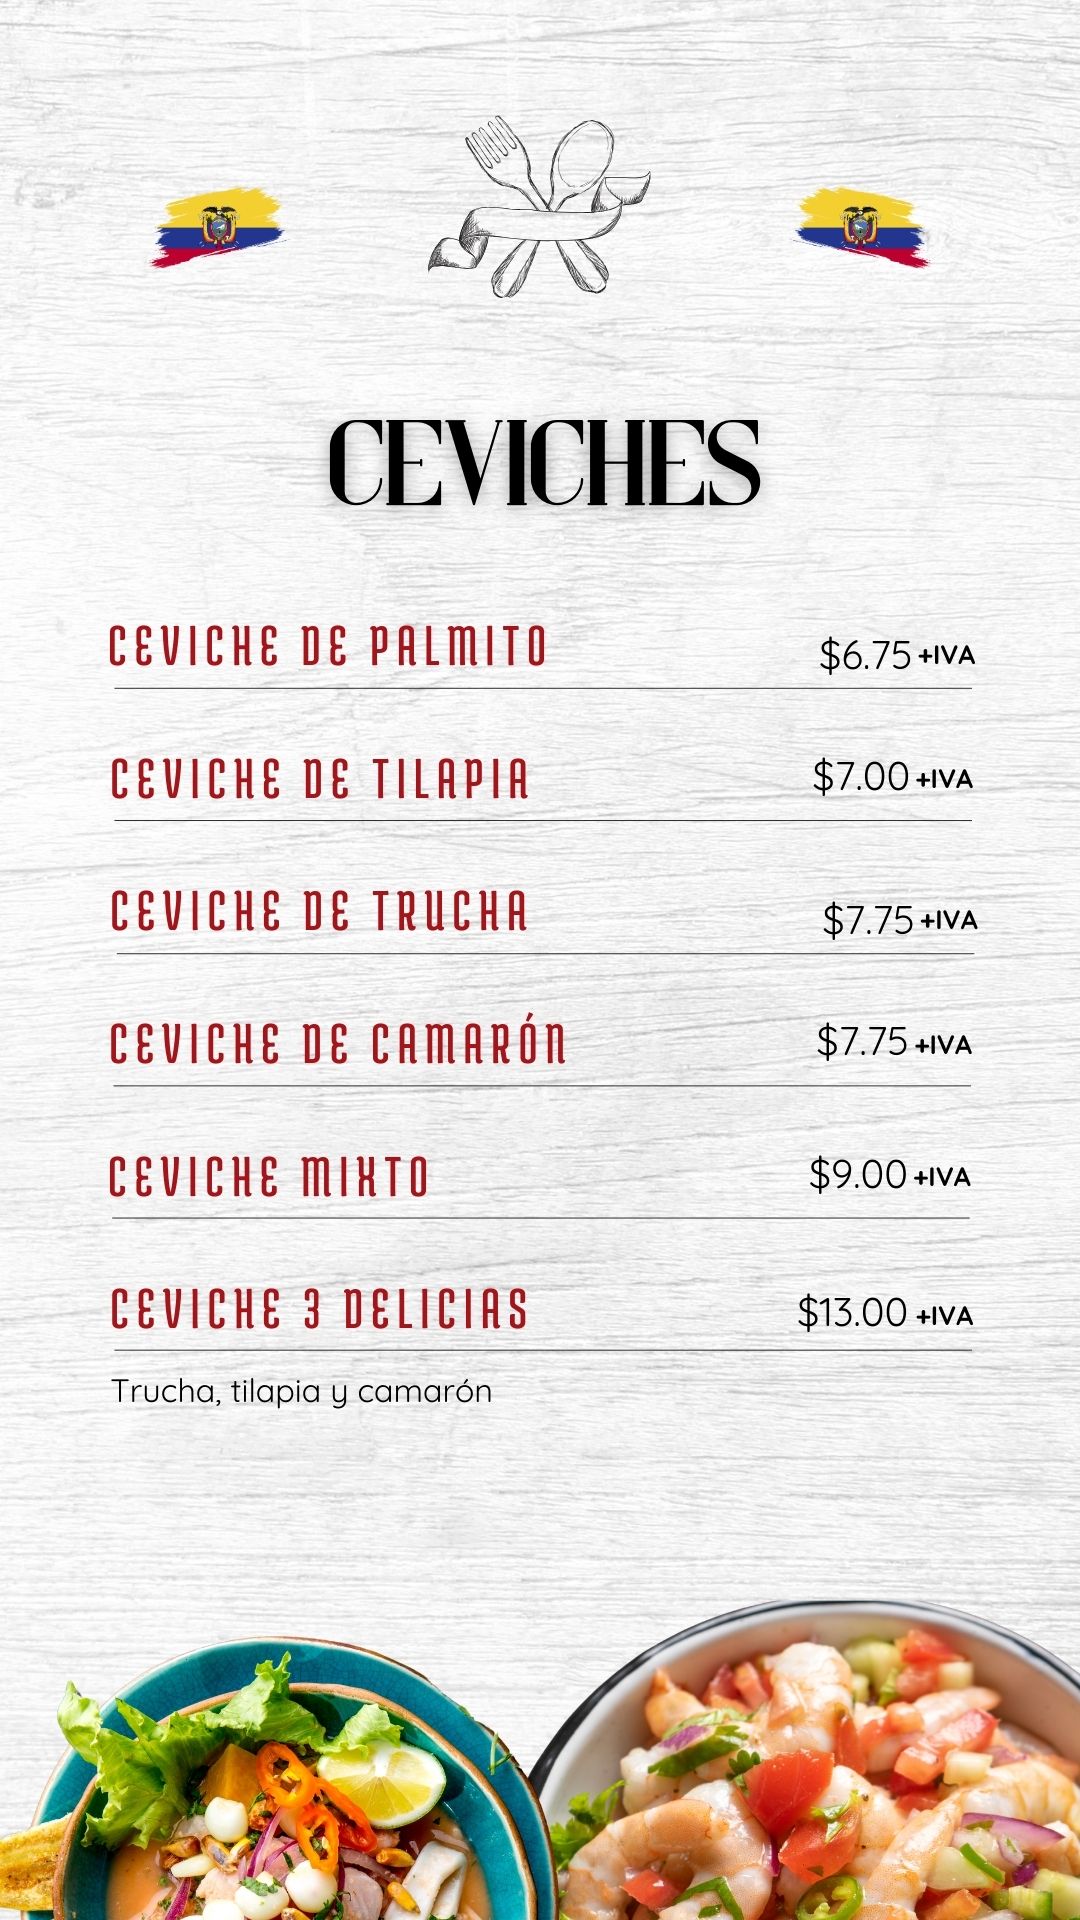 CEVICHES
CEVICHE DE PALMITO $6.75 +IVA
CEVICHE DE TILAPIA $7.00 +IVA
CEVICHE DE TRUCHA $7.75 +IVA
CEVICHE DE CAMARÓN $7.75 +IVA
CEVICHE MIXTO $9.00 +IVA
CEVICHE 3 DELICIAS $13.00 +IVA
Trucha, tilapia y camarón